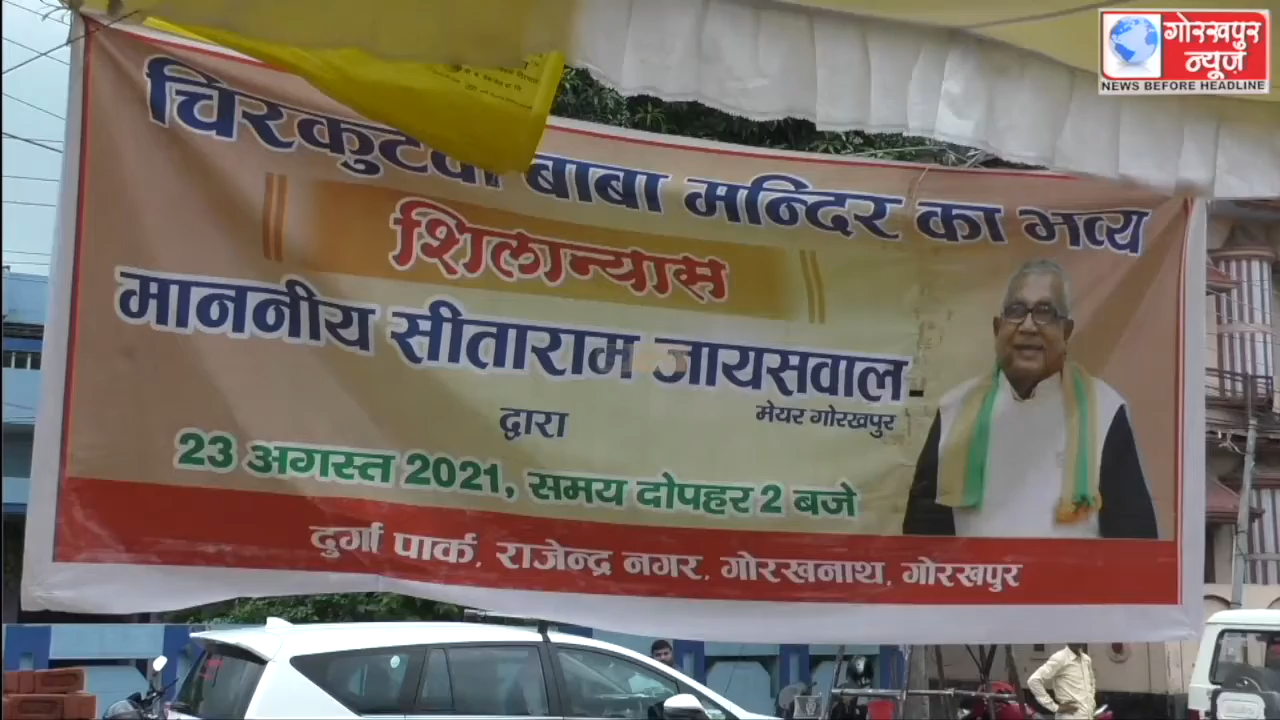 गोरखपुर
न्यूज़
NEWS BEFORE HEADLINE
बाबा मन्दिर का भव्य
शिलान्यास
माननीय सीताराम जायसवाल
मेयर गोरखपुर
द्वारा
23 अगस्त 2021, समय दोपहर 2 बजे
दुर्गा पार्क, राजेन्द्र नगर, गोरखनाथ, गोरखपुर